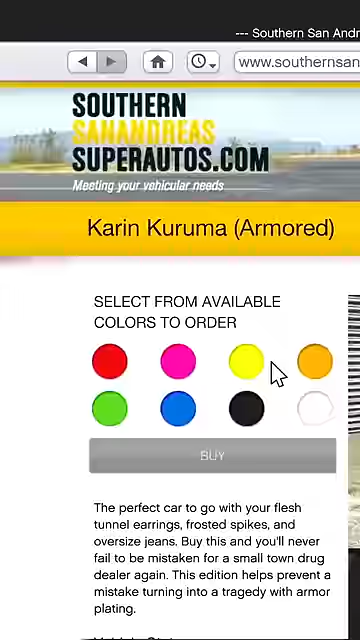 --- Southern San Andr
www.southernsan
SOUTHERN
SANANDREAS
SUPERAUTOS.COM
Meeting your vehicular needs
Karin Kuruma (Armored)
SELECT FROM AVAILABLE
COLORS TO ORDER
BUY
The perfect car to go with your flesh
tunnel earrings, frosted spikes, and
oversize jeans. Buy this and you'll never
fail to be mistaken for a small town drug
dealer again. This edition helps prevent a
mistake turning into a tragedy with armor
plating.